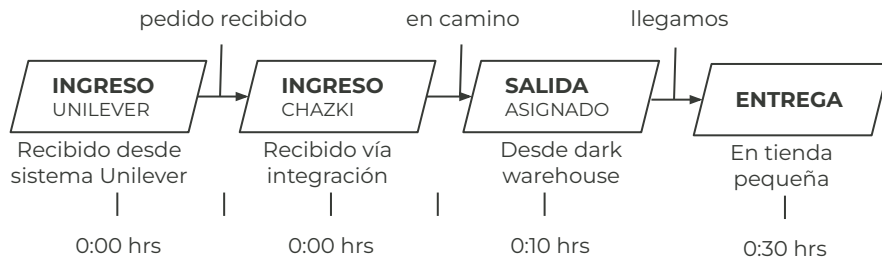 pedido recibido
en camino
llegamos
INGRESO
UNILEVER
INGRESO
CHAZKI
SALIDA
ASIGNADO
ENTREGA
Recibido desde
sistema Unilever
Recibido vía
integración
Desde dark
warehouse
En tienda
pequeña
0:00 hrs
0:00 hrs
0:10 hrs
0:30 hrs